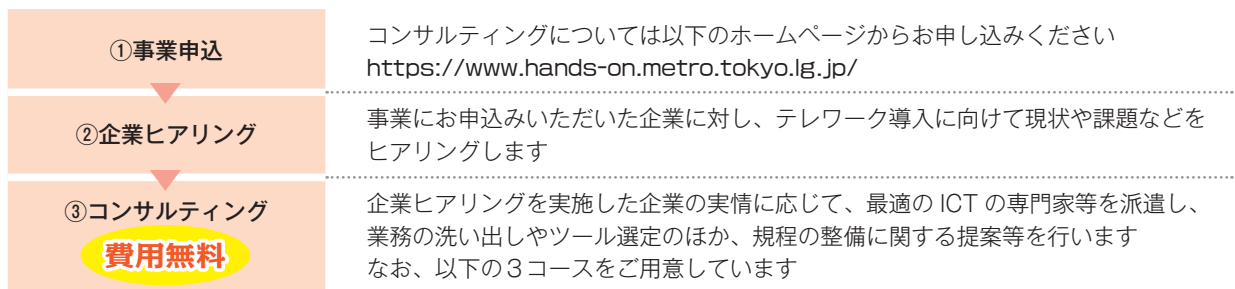 ①事業申込
コンサルティングについては以下のホームページからお申し込みください
https://www.hands-on.metro.tokyo.lg.jp/
②企業ヒアリング
事業にお申込みいただいた企業に対し、テレワーク導入に向けて現状や課題などを
ヒアリングします
③コンサルティング
費用無料
企業ヒアリングを実施した企業の実情に応じて、最適の ICT の専門家等を派遣し、
業務の洗い出しやツール選定のほか、規程の整備に関する提案等を行います
なお、以下の３コースをご用意しています